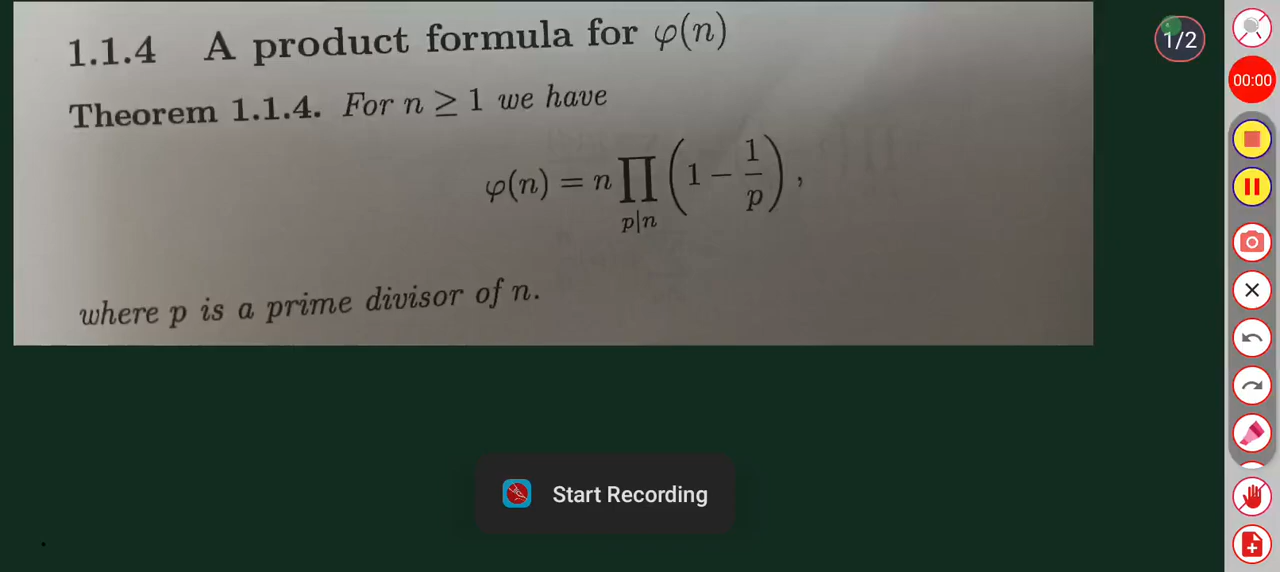 1.1.4 A product formula for φ(n)
1/2
Theorem 1.1.4. For n ≥ 1 we have
00:00
φ(n) = n ∏_{p|n} (1 − 1/p),
where p is a prime divisor of n.
Start Recording